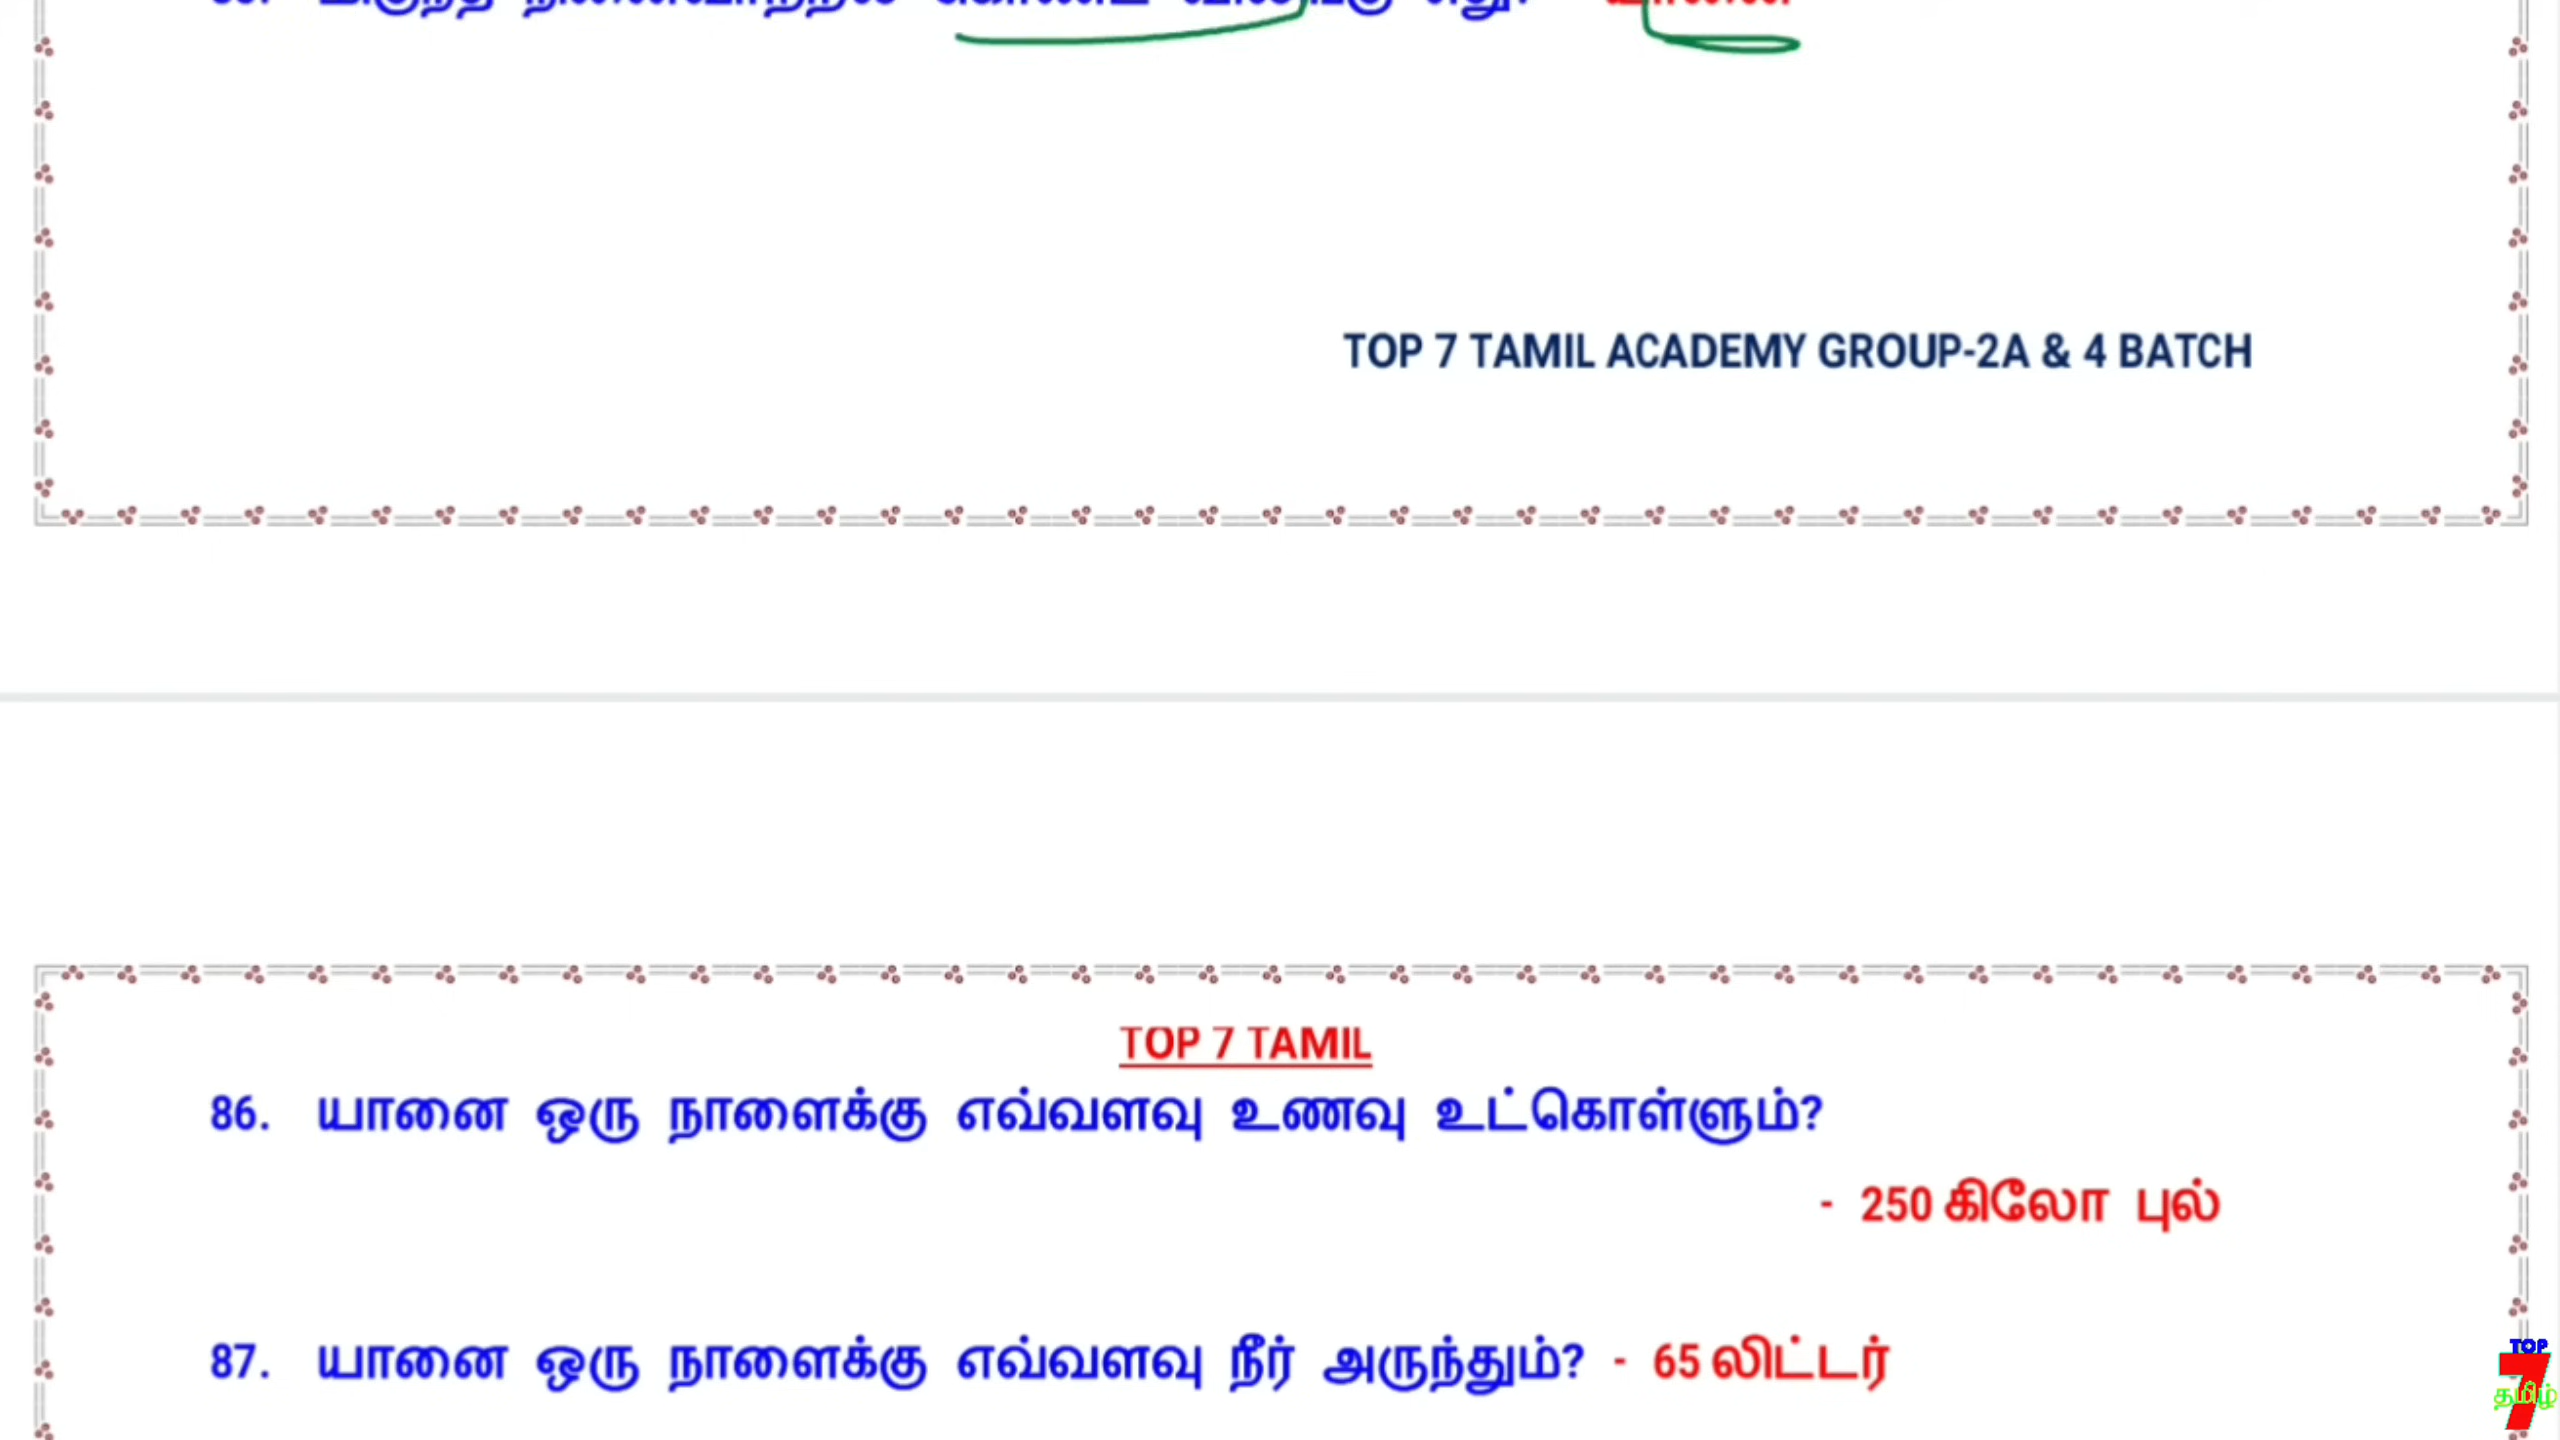 TOP 7 TAMIL ACADEMY GROUP-2A & 4 BATCH
TOP 7 TAMIL
86. யானை ஒரு நாளைக்கு எவ்வளவு உணவு உட்கொள்ளும்?
- 250 கிலோ புல்
87. யானை ஒரு நாளைக்கு எவ்வளவு நீர் அருந்தும்? - 65 லிட்டர்
TOP
7
தமிழ்